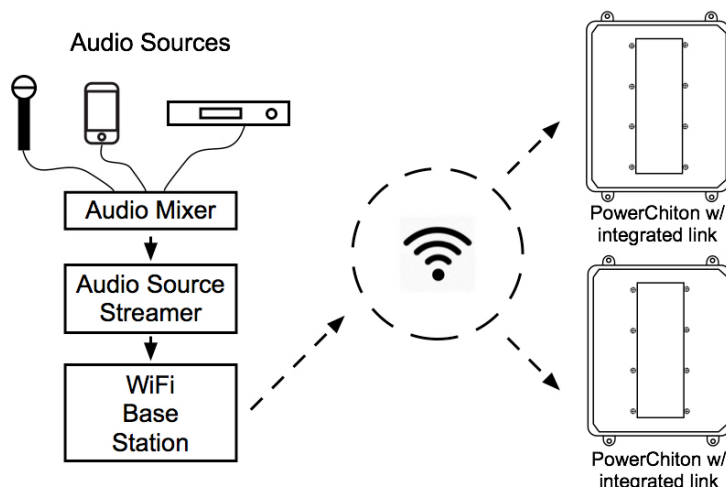 Audio Sources
Audio Mixer
Audio Source
Streamer
WiFi
Base
Station
PowerChiton w/
integrated link
PowerChiton w/
integrated link